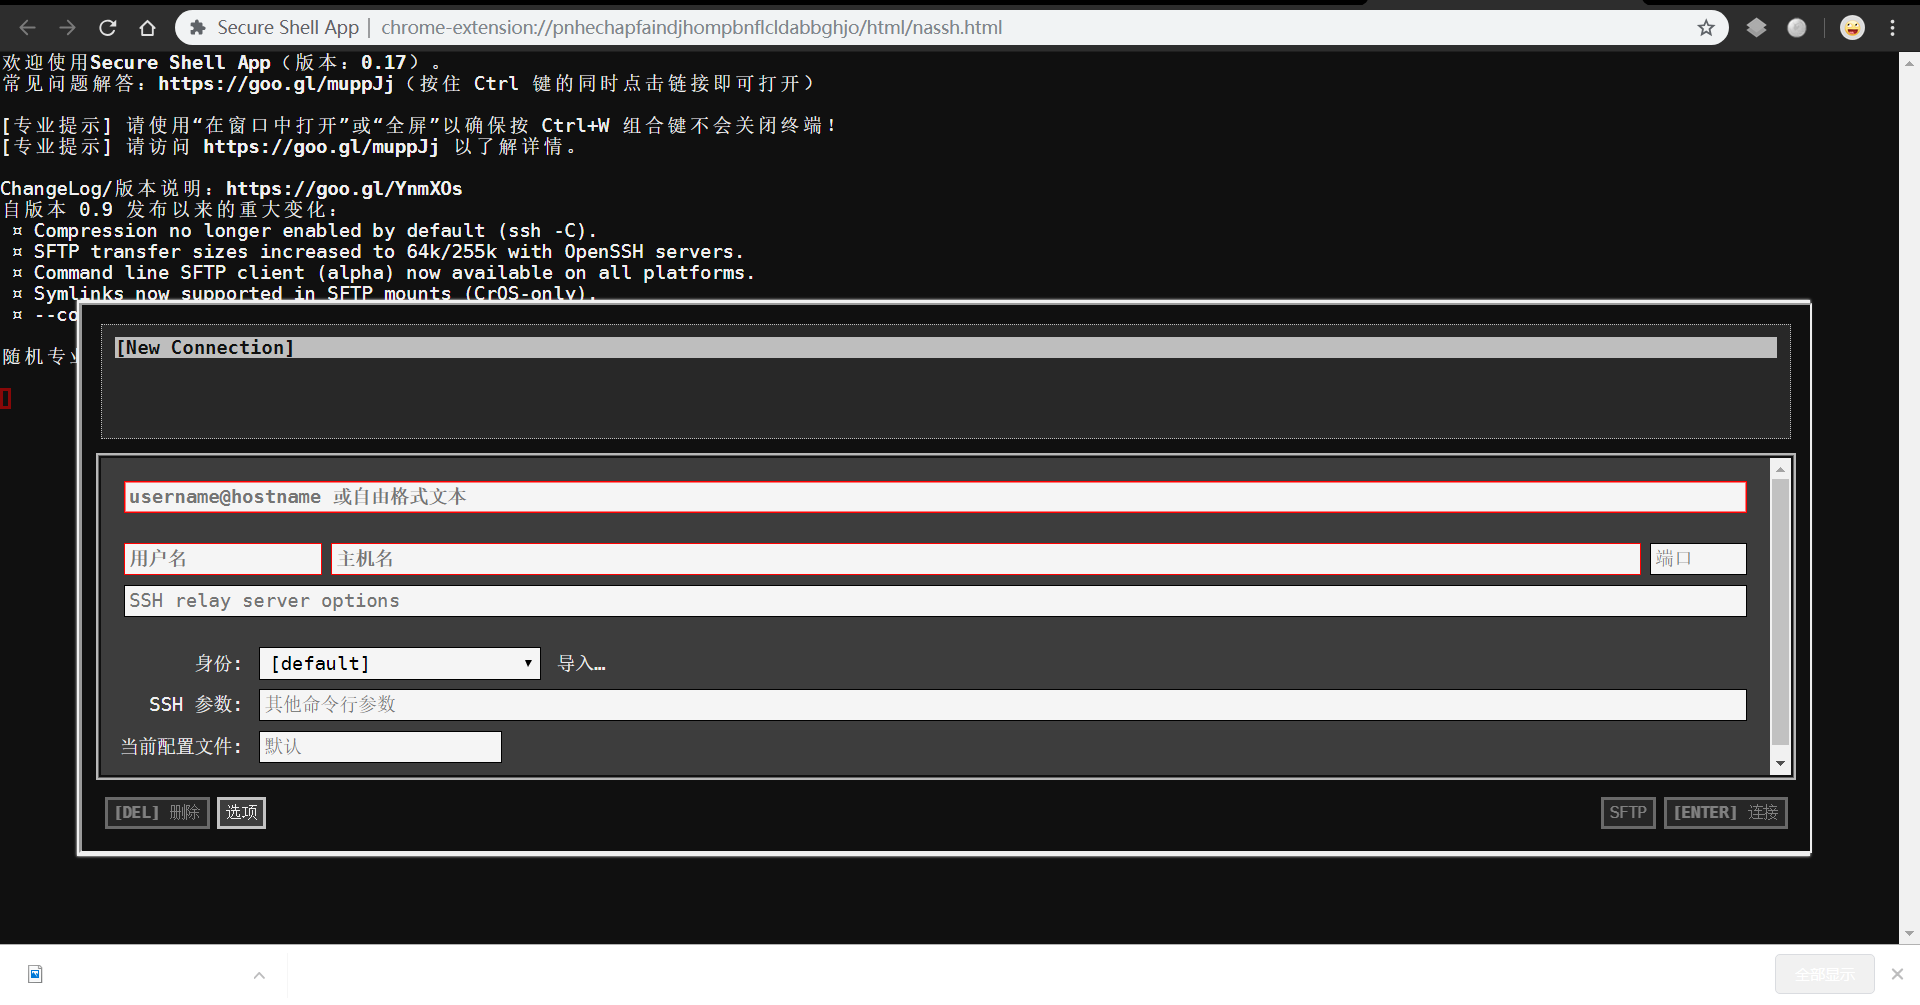 Secure Shell App | chrome-extension://pnhechapfaindjhompbnflcldabbghjo/html/nassh.html
欢迎使用Secure Shell App（版本：0.17）。
常见问题解答：https://goo.gl/muppJj（按住 Ctrl 键的同时点击链接即可打开）
[专业提示] 请使用“在窗口中打开”或“全屏”以确保按 Ctrl+W 组合键不会关闭终端！
[专业提示] 请访问 https://goo.gl/muppJj 以了解详情。
ChangeLog/版本说明：https://goo.gl/YnmXOs
自版本 0.9 发布以来的重大变化：
¤ Compression no longer enabled by default (ssh -C).
¤ SFTP transfer sizes increased to 64k/255k with OpenSSH servers.
¤ Command line SFTP client (alpha) now available on all platforms.
¤ Symlinks now supported in SFTP mounts (CrOS-only).
¤ --co
随机专业
[New Connection]
username@hostname 或自由格式文本
用户名 主机名 端口
SSH relay server options
身份: [default] 导入…
SSH 参数: 其他命令行参数
当前配置文件: 默认
[DEL] 删除 选项 SFTP [ENTER] 连接
全部显示